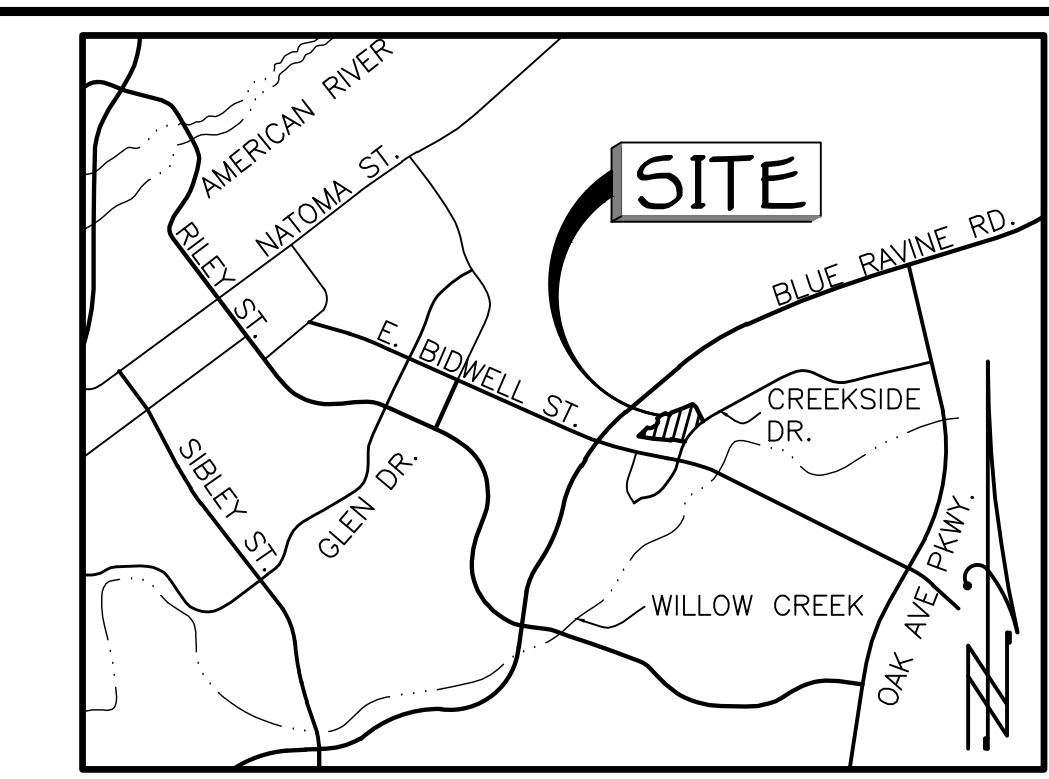 AMERICAN RIVER
NATOMA ST.
RILEY ST.
SITE
BLUE RAVINE RD.
E. BIDWELL ST.
CREEKSIDE
DR.
SIBLEY ST.
GLEN DR.
WILLOW CREEK
OAK AVE PKWY.
N